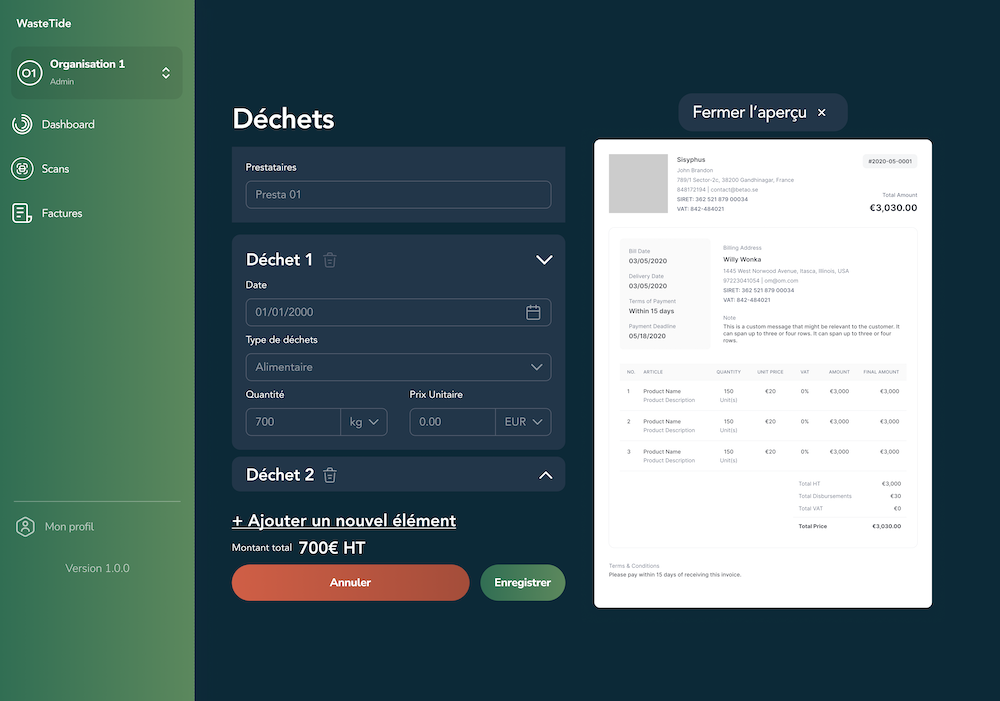 WasteTide
O1
Organisation 1
Admin
Dashboard
Scans
Factures
Mon profil
Version 1.0.0
Déchets
Prestataires
Presta 01
Déchet 1
Date
01/01/2000
Type de déchets
Alimentaire
Quantité
Prix Unitaire
700
kg
0.00
EUR
Déchet 2
+ Ajouter un nouvel élément
Montant total 700€ HT
Annuler
Enregistrer
Fermer l'aperçu ×
Sisyphus
John Brandon
789/1 Sector-2c, 38200 Gandhinagar, France
848172194 | contact@betao.se
SIRET: 362 521 879 00034
VAT: 842-484021
#2020-05-0001
Total Amount
€3,030.00
Bill Date
03/05/2020
Delivery Date
03/05/2020
Terms of Payment
Within 15 days
Payment Deadline
05/18/2020
Billing Address
Willy Wonka
1445 West Norwood Avenue, Itasca, Illinois, USA
97223041054 | om@om.com
SIRET: 362 521 879 00034
VAT: 842-484021
Note
This is a custom message that might be relevant to the customer. It
can span up to three or four rows. It can span up to three or four
rows.
NO. ARTICLE QUANTITY UNIT PRICE VAT AMOUNT FINAL AMOUNT
1 Product Name 150 €20 0% €3,000 €3,000
Product Description Unit(s)
2 Product Name 150 €20 0% €3,000 €3,000
Product Description Unit(s)
3 Product Name 150 €20 0% €3,000 €3,000
Product Description Unit(s)
Total HT €3,000
Total Disbursements €30
Total VAT €0
Total Price €3,030.00
Terms & Conditions
Please pay within 15 days of receiving this invoice.